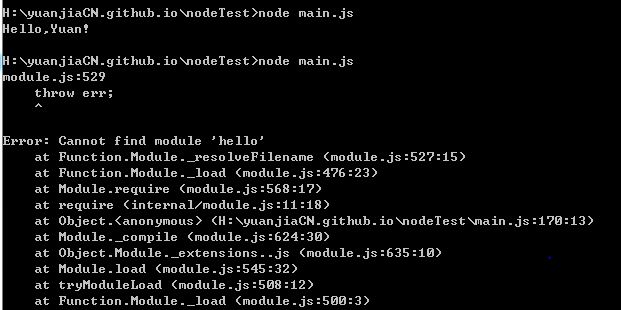 H:\yuanjiaCN.github.io\nodeTest>node main.js
Hello,Yuan!
H:\yuanjiaCN.github.io\nodeTest>node main.js
module.js:529
    throw err;
    ^
Error: Cannot find module 'hello'
    at Function.Module._resolveFilename (module.js:527:15)
    at Function.Module._load (module.js:476:23)
    at Module.require (module.js:568:17)
    at require (internal/module.js:11:18)
    at Object.<anonymous> (H:\yuanjiaCN.github.io\nodeTest\main.js:170:13)
    at Module._compile (module.js:624:30)
    at Object.Module._extensions..js (module.js:635:10)
    at Module.load (module.js:545:32)
    at tryModuleLoad (module.js:508:12)
    at Function.Module._load (module.js:500:3)